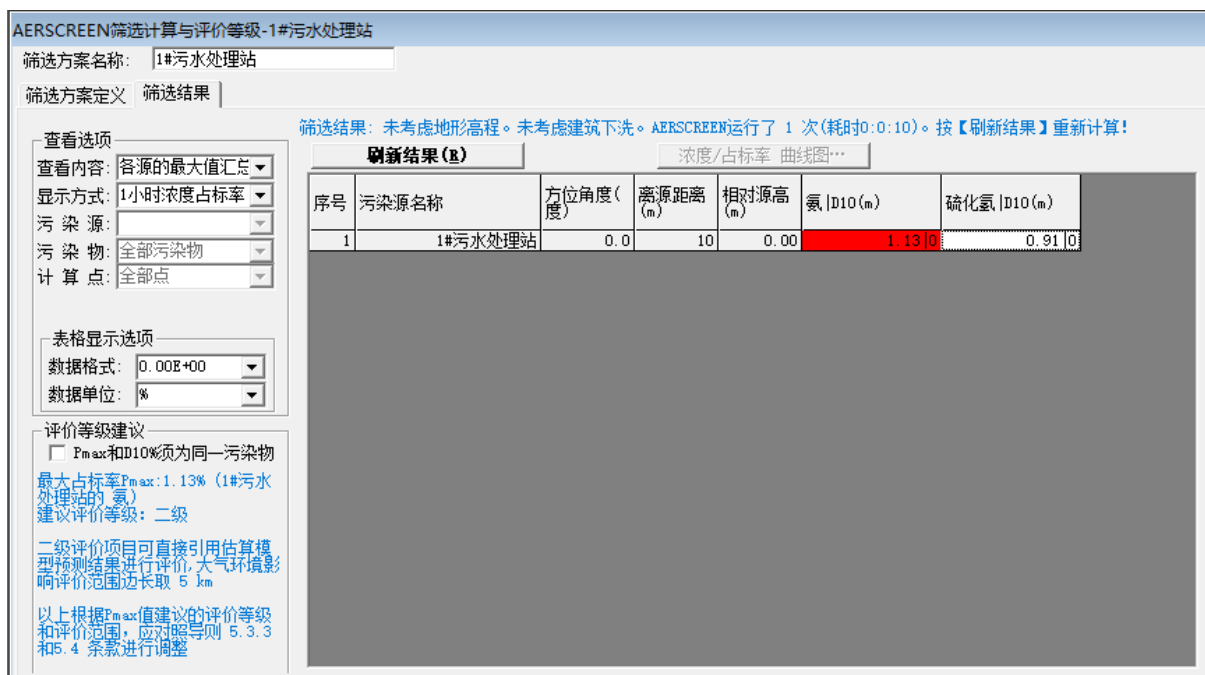 AERSCREEN筛选计算与评价等级-1#污水处理站
筛选方案名称: 1#污水处理站
筛选方案定义 筛选结果
查看选项
查看内容: 各源的最大值汇总
显示方式: 1小时浓度占标率
污 染 源:
污 染 物: 全部污染物
计 算 点: 全部点
表格显示选项
数据格式: 0.00E+00
数据单位: %
评价等级建议
Pmax和D10%须为同一污染物
最大占标率Pmax:1.13% (1#污水
处理站的 氨)
建议评价等级: 二级
二级评价项目可直接引用估算模
型预测结果进行评价,大气环境影
响评价范围边长取 5 km
以上根据Pmax值建议的评价等级
和评价范围, 应对照导则 5.3.3
和5.4 条款进行调整
筛选结果: 未考虑地形高程。未考虑建筑下洗。AERSCREEN运行了 1 次(耗时0:0:10)。按【刷新结果】重新计算!
刷新结果(R) 浓度/占标率 曲线图…
序号 污染源名称 方位角度(度) 离源距离(m) 相对源高(m) 氨|D10(m) 硫化氢|D10(m)
1 1#污水处理站 0.0 10 0.00 1.13|0 0.91|0